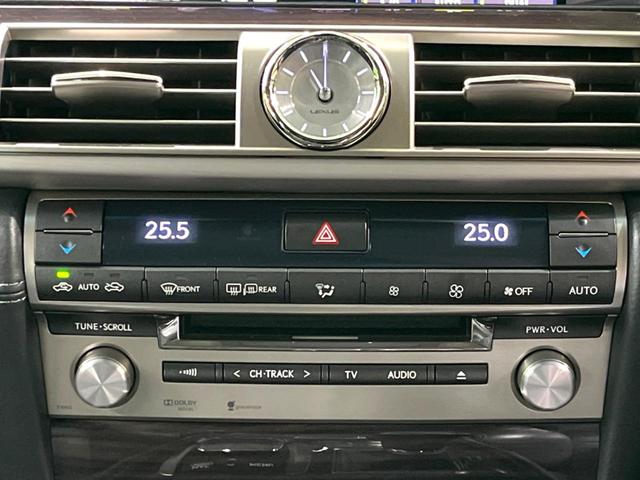 LEXUS
25.5
25.0
AUTO
FRONT
REAR
OFF
AUTO
TUNE·SCROLL
PWR·VOL
< CH·TRACK >
TV
AUDIO
DOLBY
gracenote